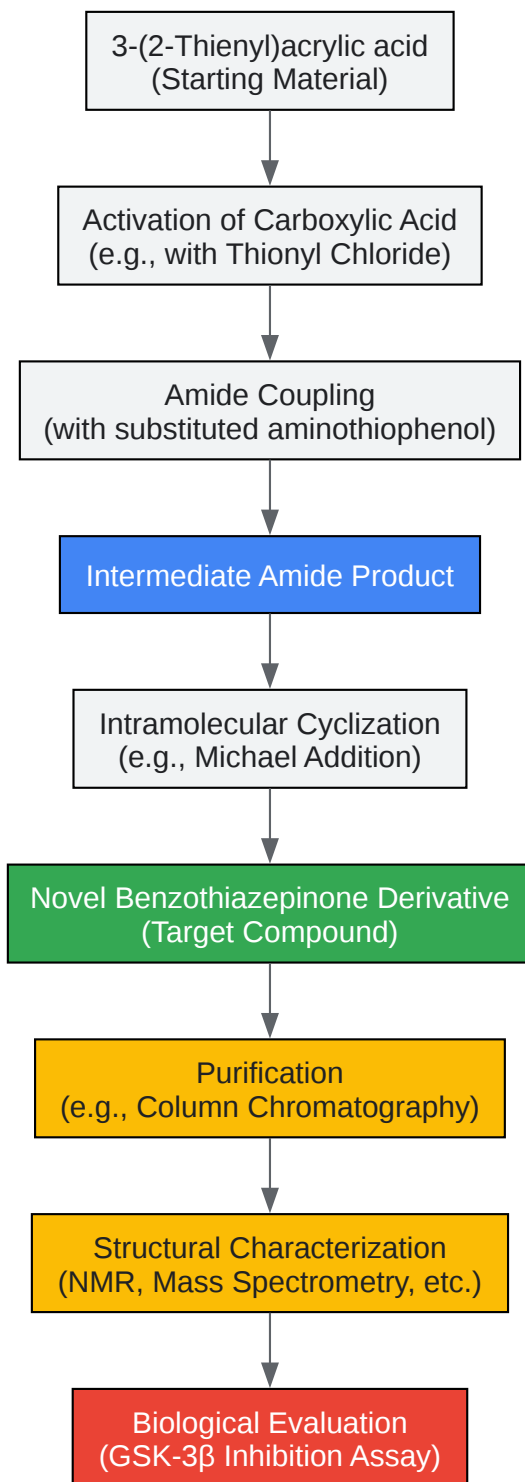 3-(2-Thienyl)acrylic acid
(Starting Material)
Activation of Carboxylic Acid
(e.g., with Thionyl Chloride)
Amide Coupling
(with substituted aminothiophenol)
Intermediate Amide Product
Intramolecular Cyclization
(e.g., Michael Addition)
Novel Benzothiazepinone Derivative
(Target Compound)
Purification
(e.g., Column Chromatography)
Structural Characterization
(NMR, Mass Spectrometry, etc.)
Biological Evaluation
(GSK-3β Inhibition Assay)